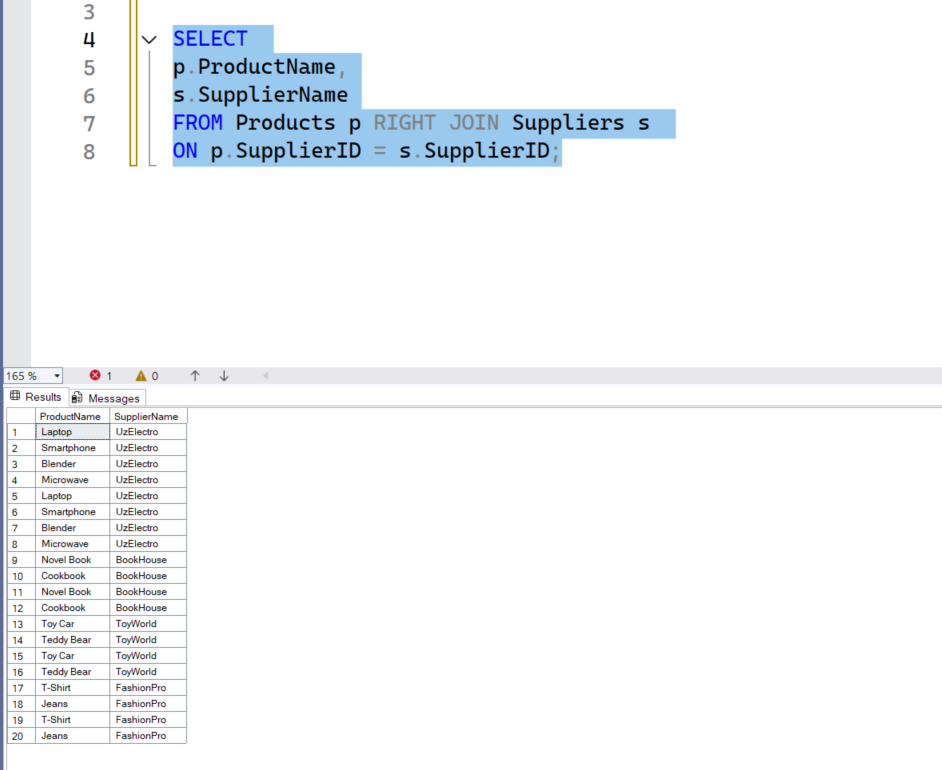 3
4 SELECT
5 p.ProductName,
6 s.SupplierName
7 FROM Products p RIGHT JOIN Suppliers s
8 ON p.SupplierID = s.SupplierID;
165 % 1 0
Results Messages
ProductName SupplierName
1 Laptop UzElectro
2 Smartphone UzElectro
3 Blender UzElectro
4 Microwave UzElectro
5 Laptop UzElectro
6 Smartphone UzElectro
7 Blender UzElectro
8 Microwave UzElectro
9 Novel Book BookHouse
10 Cookbook BookHouse
11 Novel Book BookHouse
12 Cookbook BookHouse
13 Toy Car ToyWorld
14 Teddy Bear ToyWorld
15 Toy Car ToyWorld
16 Teddy Bear ToyWorld
17 T-Shirt FashionPro
18 Jeans FashionPro
19 T-Shirt FashionPro
20 Jeans FashionPro